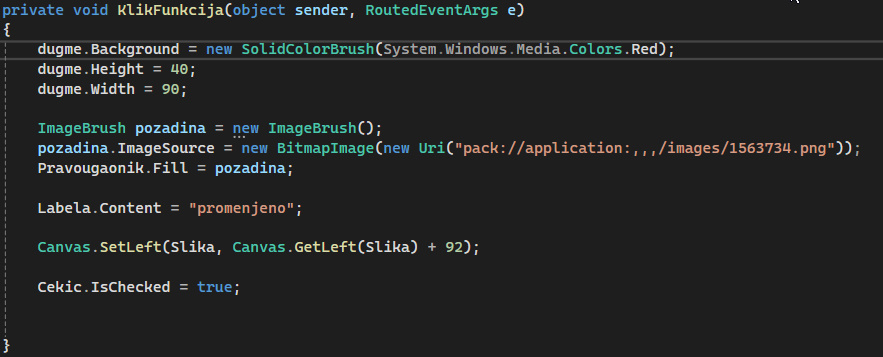 private void KlikFunkcija(object sender, RoutedEventArgs e)
{
dugme.Background = new SolidColorBrush(System.Windows.Media.Colors.Red);
dugme.Height = 40;
dugme.Width = 90;
ImageBrush pozadina = new ImageBrush();
pozadina.ImageSource = new BitmapImage(new Uri("pack://application:,,,/images/1563734.png"));
Pravougaonik.Fill = pozadina;
Labela.Content = "promenjeno";
Canvas.SetLeft(Slika, Canvas.GetLeft(Slika) + 92);
Cekic.IsChecked = true;
}